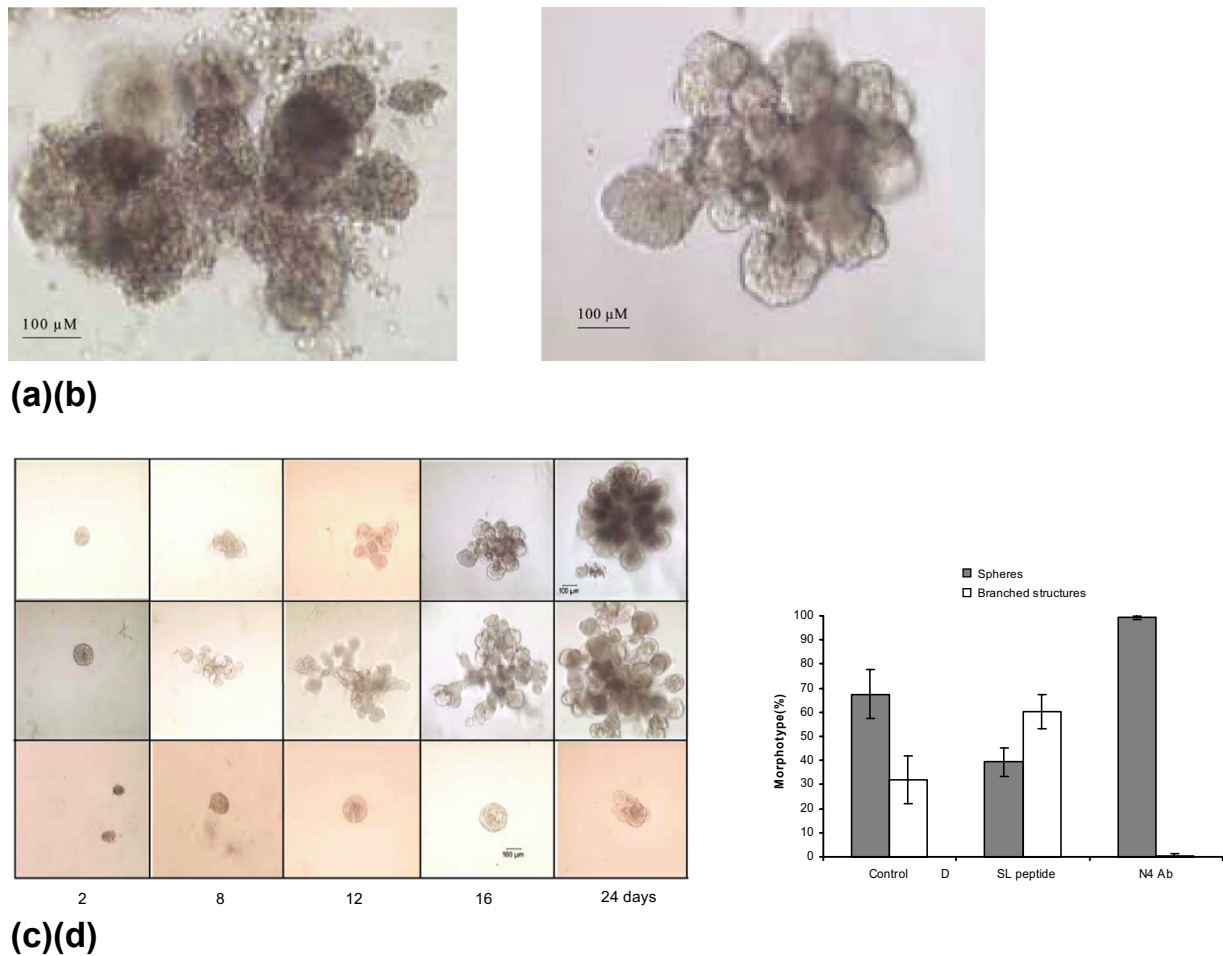 100 µM
100 µM
(a)(b)
100 µm
100 µm
2 8 12 16 24 days
Spheres
Branched structures
Morphotype(%)
100
90
80
70
60
50
40
30
20
10
0
Control D SL peptide N4 Ab
(c)(d)